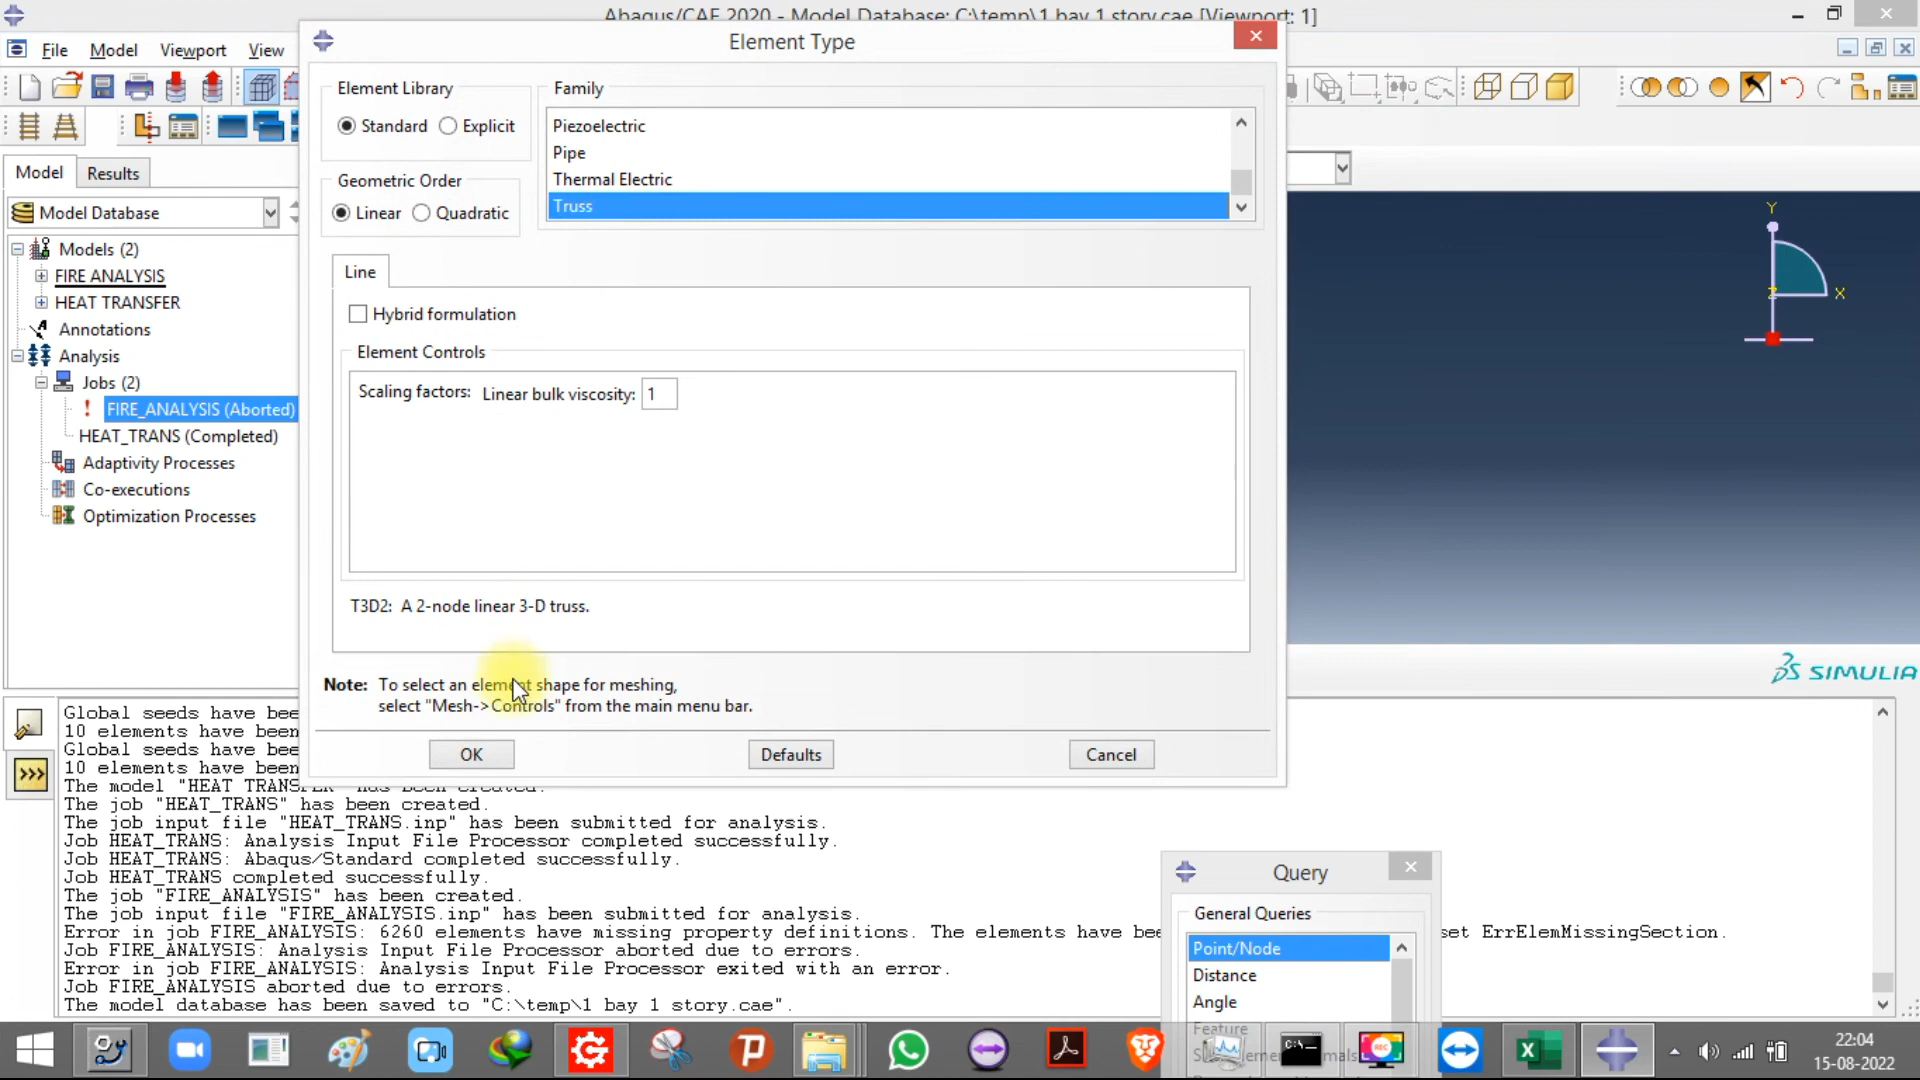 Abaqus/CAE 2020 - Model Database: C:\temp\1 bay 1 story.cae [Viewport: 1]
File Model Viewport View
Element Type
Element Library
Standard Explicit
Geometric Order
Linear Quadratic
Family
Piezoelectric
Pipe
Thermal Electric
Truss
Line
Hybrid formulation
Element Controls
Scaling factors: Linear bulk viscosity: 1
T3D2: A 2-node linear 3-D truss.
Note: To select an element shape for meshing,
select "Mesh->Controls" from the main menu bar.
OK Defaults Cancel
Model Results
Model Database
Models (2)
FIRE ANALYSIS
HEAT TRANSFER
Annotations
Analysis
Jobs (2)
FIRE_ANALYSIS (Aborted)
HEAT_TRANS (Completed)
Adaptivity Processes
Co-executions
Optimization Processes
Y
Z X
SIMULIA
Global seeds have bee
10 elements have been
Global seeds have bee
10 elements have been
The model "HEAT TRANSFER" has been created.
The job "HEAT_TRANS" has been created.
The job input file "HEAT_TRANS.inp" has been submitted for analysis.
Job HEAT_TRANS: Analysis Input File Processor completed successfully.
Job HEAT_TRANS: Abaqus/Standard completed successfully.
Job HEAT_TRANS completed successfully.
The job "FIRE_ANALYSIS" has been created.
The job input file "FIRE_ANALYSIS.inp" has been submitted for analysis.
Error in job FIRE_ANALYSIS: 6260 elements have missing property definitions. The elements have bee set ErrElemMissingSection.
Job FIRE_ANALYSIS: Analysis Input File Processor aborted due to errors.
Error in job FIRE_ANALYSIS: Analysis Input File Processor exited with an error.
Job FIRE_ANALYSIS aborted due to errors.
The model database has been saved to "C:\temp\1 bay 1 story.cae".
Query
General Queries
Point/Node
Distance
Angle
Feature
22:04
15-08-2022